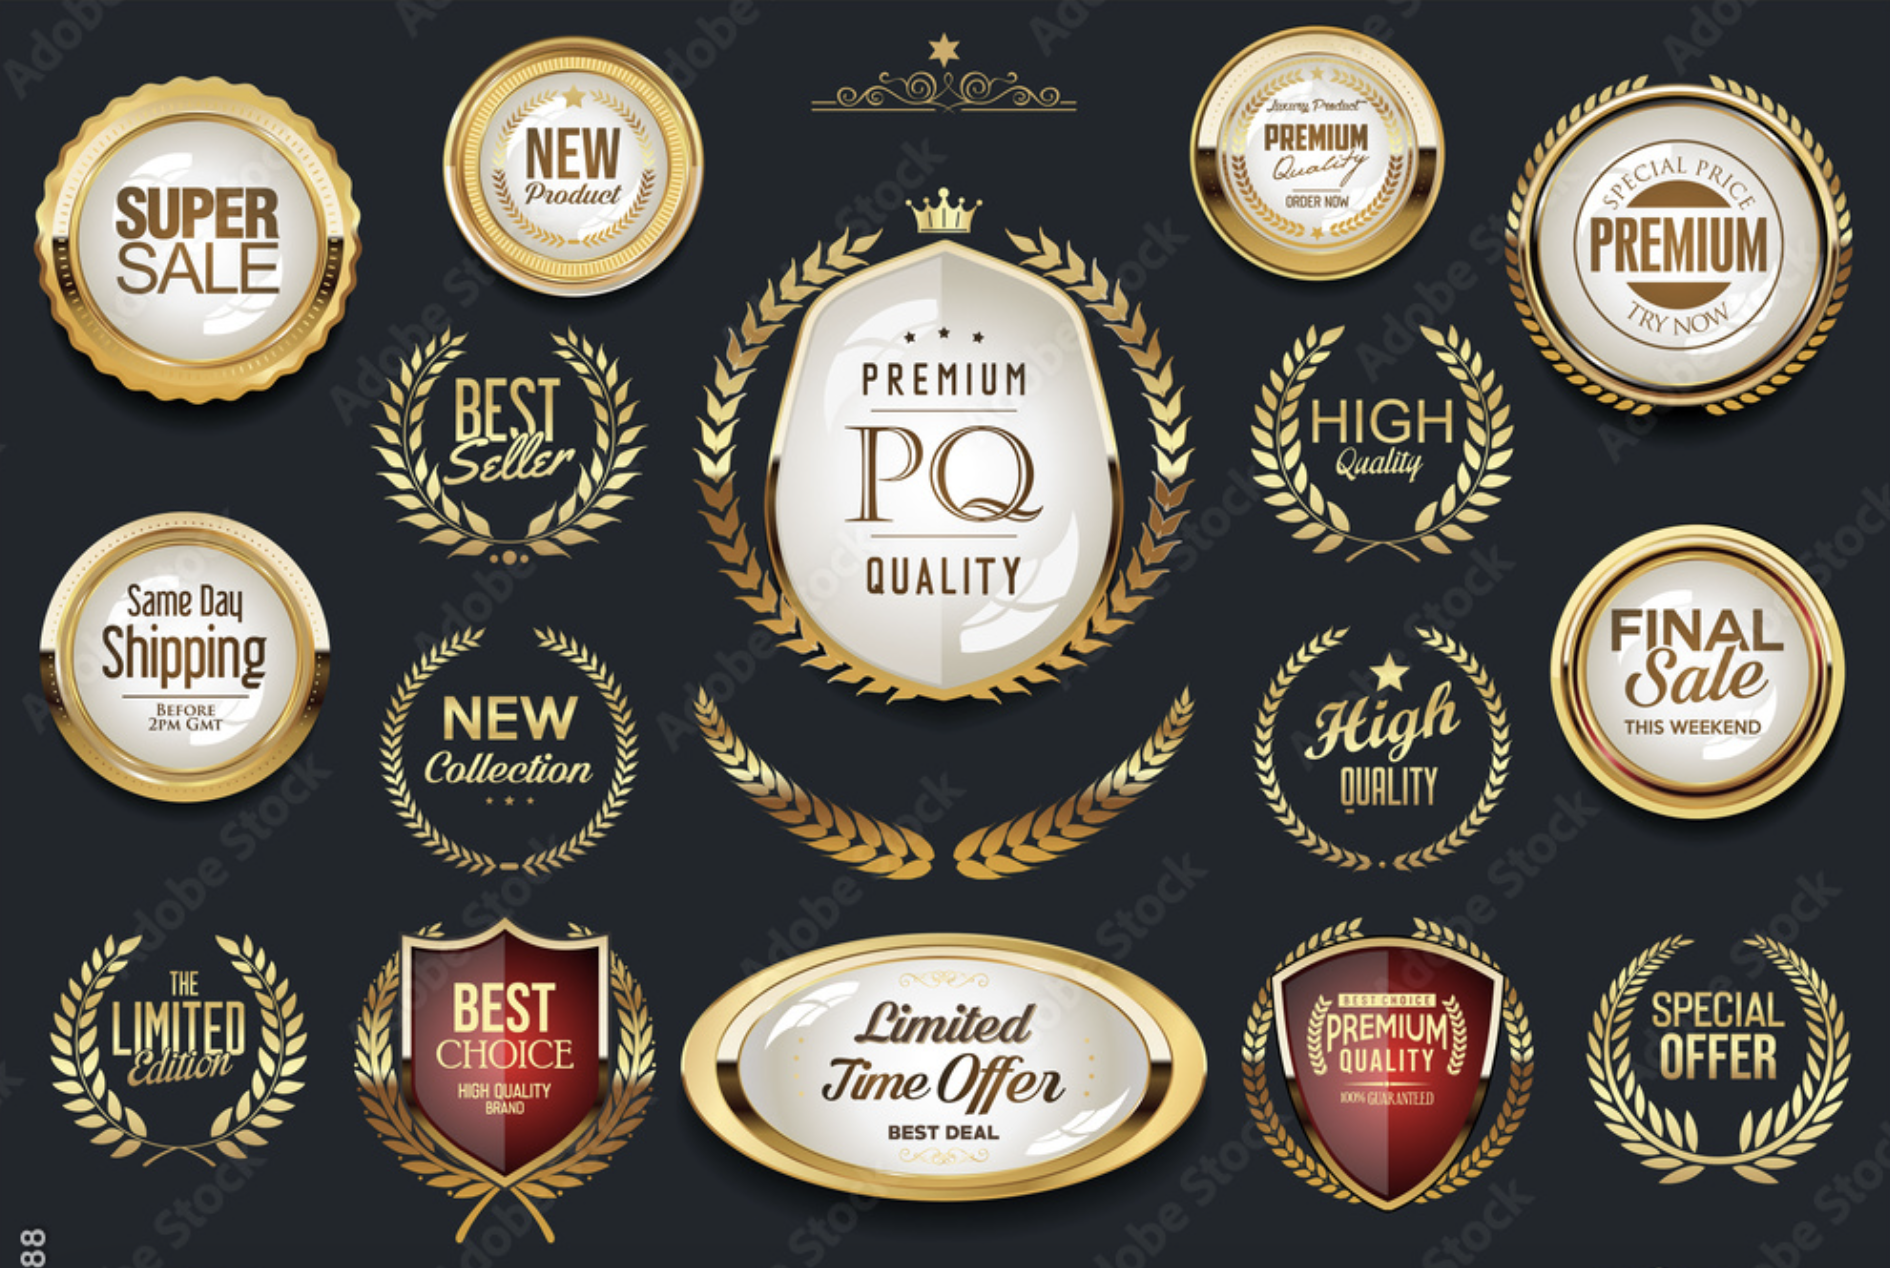 SUPER
SALE
NEW
Product
Luxury Product
PREMIUM
Quality
ORDER NOW
SPECIAL PRICE
PREMIUM
TRY NOW
BEST
Seller
PREMIUM
PQ
QUALITY
HIGH
Quality
Same Day
Shipping
BEFORE
2PM GMT
NEW
Collection
High
QUALITY
FINAL
Sale
THIS WEEKEND
THE
LIMITED
Edition
BEST
CHOICE
HIGH QUALITY
BRAND
Limited
Time Offer
BEST DEAL
BEST CHOICE
PREMIUM
QUALITY
100% GUARANTEED
SPECIAL
OFFER
88
Adobe Stock